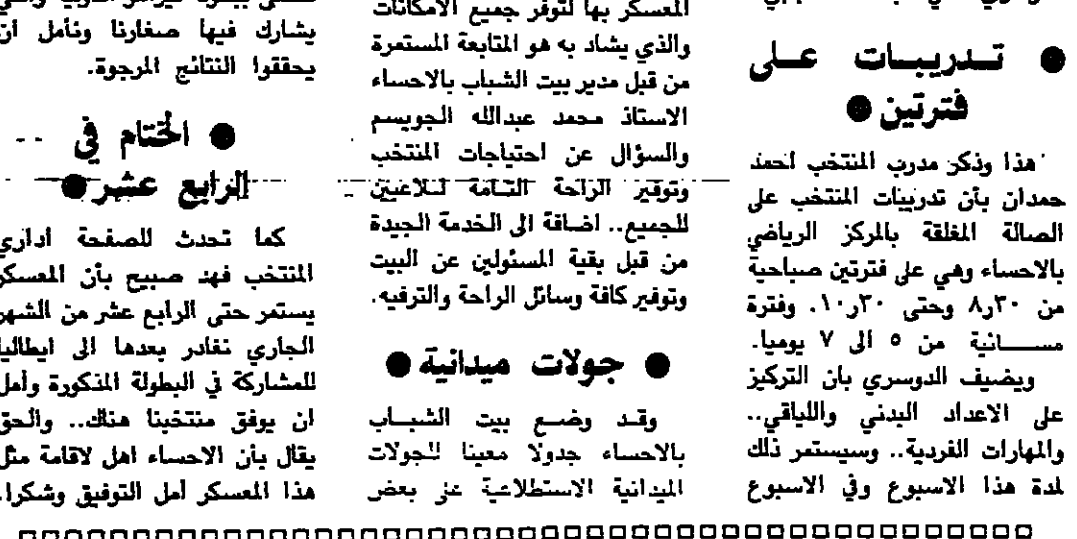 ● تــدريبــات عــلى
فترتين ●
هذا وذكر مدرب المنتخب احمد
حمدان بأن تدريبات المنتخب على
الصالة المغلقة بالمركز الرياضي
بالاحساء وهي على فترتين صباحية
من ٨ر٣٠ وحتى ١٠ر٣٠. وفترة
مســـائية من ٥ الى ٧ يوميا.
ويضيف الدوسري بان التركيز
على الاعداد البدني واللياقي..
والمهارات الفردية.. وسيستمر ذلك
لمدة هذا الاسبوع وفي الاسبوع
المعسكر بها لتوفر جميع الامكانات
والذي يشاد به هو المتابعة المستمرة
من قبل مدير بيت الشباب بالاحساء
الاستاذ محمد عبدالله الجويسم
والسؤال عن احتياجات المنتخب
وتوفير الراحة التامة للاعبين
للجميع.. اضافة الى الخدمة الجيدة
من قبل بقية المسئولين عن البيت
وتوفير كافة وسائل الراحة والترفيه.
● جولات ميدانية ●
وقد وضع بيت الشباب
بالاحساء جدولا معينا للجولات
الميدانية الاستطلاعية على بعض
يشارك فيها صغارنا ونأمل ان
يحققوا النتائج المرجوة.
● الختام في
الرابع عشر ●
كما تحدث للصفحة اداري
المنتخب فهد صبيح بأن المعسكر
يستمر حتى الرابع عشر من الشهر
الجاري نغادر بعدها الى ايطاليا
للمشاركة في البطولة المذكورة وأمل
ان يوفق منتخبنا هناك.. والحق
يقال بأن الاحساء اهل لاقامة مثل
هذا المعسكر أمل التوفيق وشكرا.